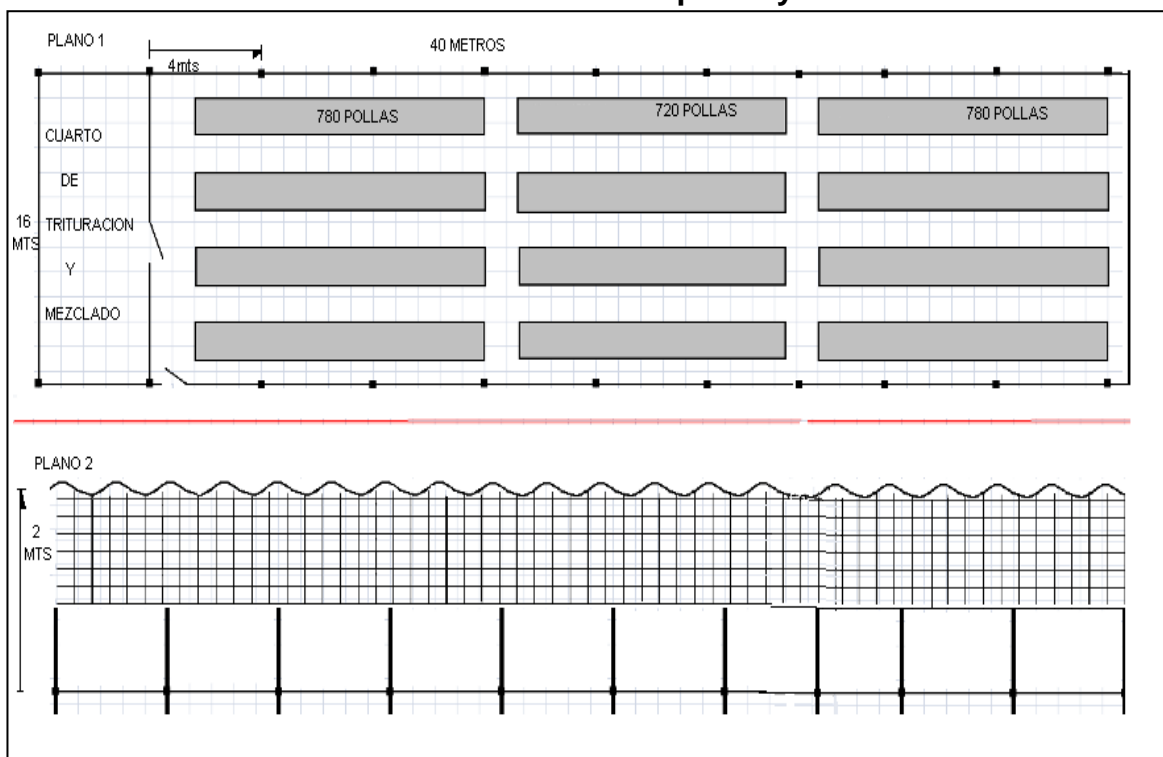 PLANO 1
40 METROS
4mts
780 POLLAS
720 POLLAS
780 POLLAS
CUARTO
DE
TRITURACION
Y
MEZCLADO
16
MTS
PLANO 2
2
MTS